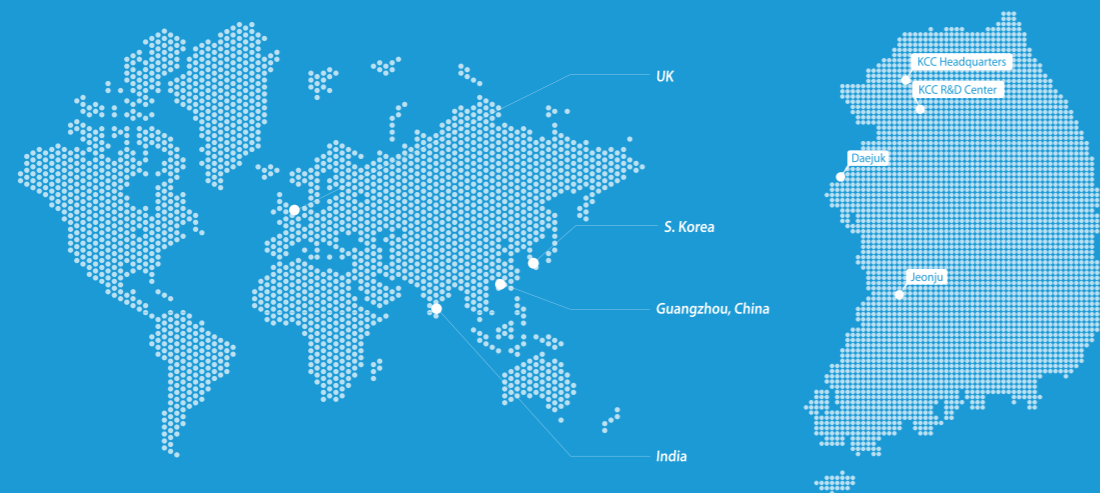 UK
S. Korea
Guangzhou, China
India
KCC Headquarters
KCC R&D Center
Daejuk
Jeonju